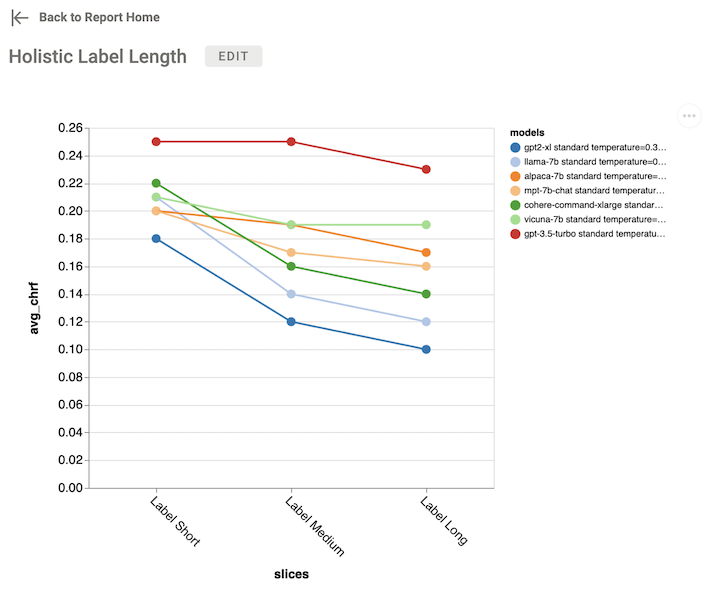 Back to Report Home
Holistic Label Length
EDIT
0.26
0.24
0.22
0.20
0.18
0.16
0.14
0.12
0.10
0.08
0.06
0.04
0.02
0.00
avg_chrf
Label Short
Label Medium
Label Long
slices
models
gpt2-xl standard temperature=0.3...
llama-7b standard temperature=0...
alpaca-7b standard temperature=...
mpt-7b-chat standard temperatur...
cohere-command-xlarge standar...
vicuna-7b standard temperature=...
gpt-3.5-turbo standard temperatu...